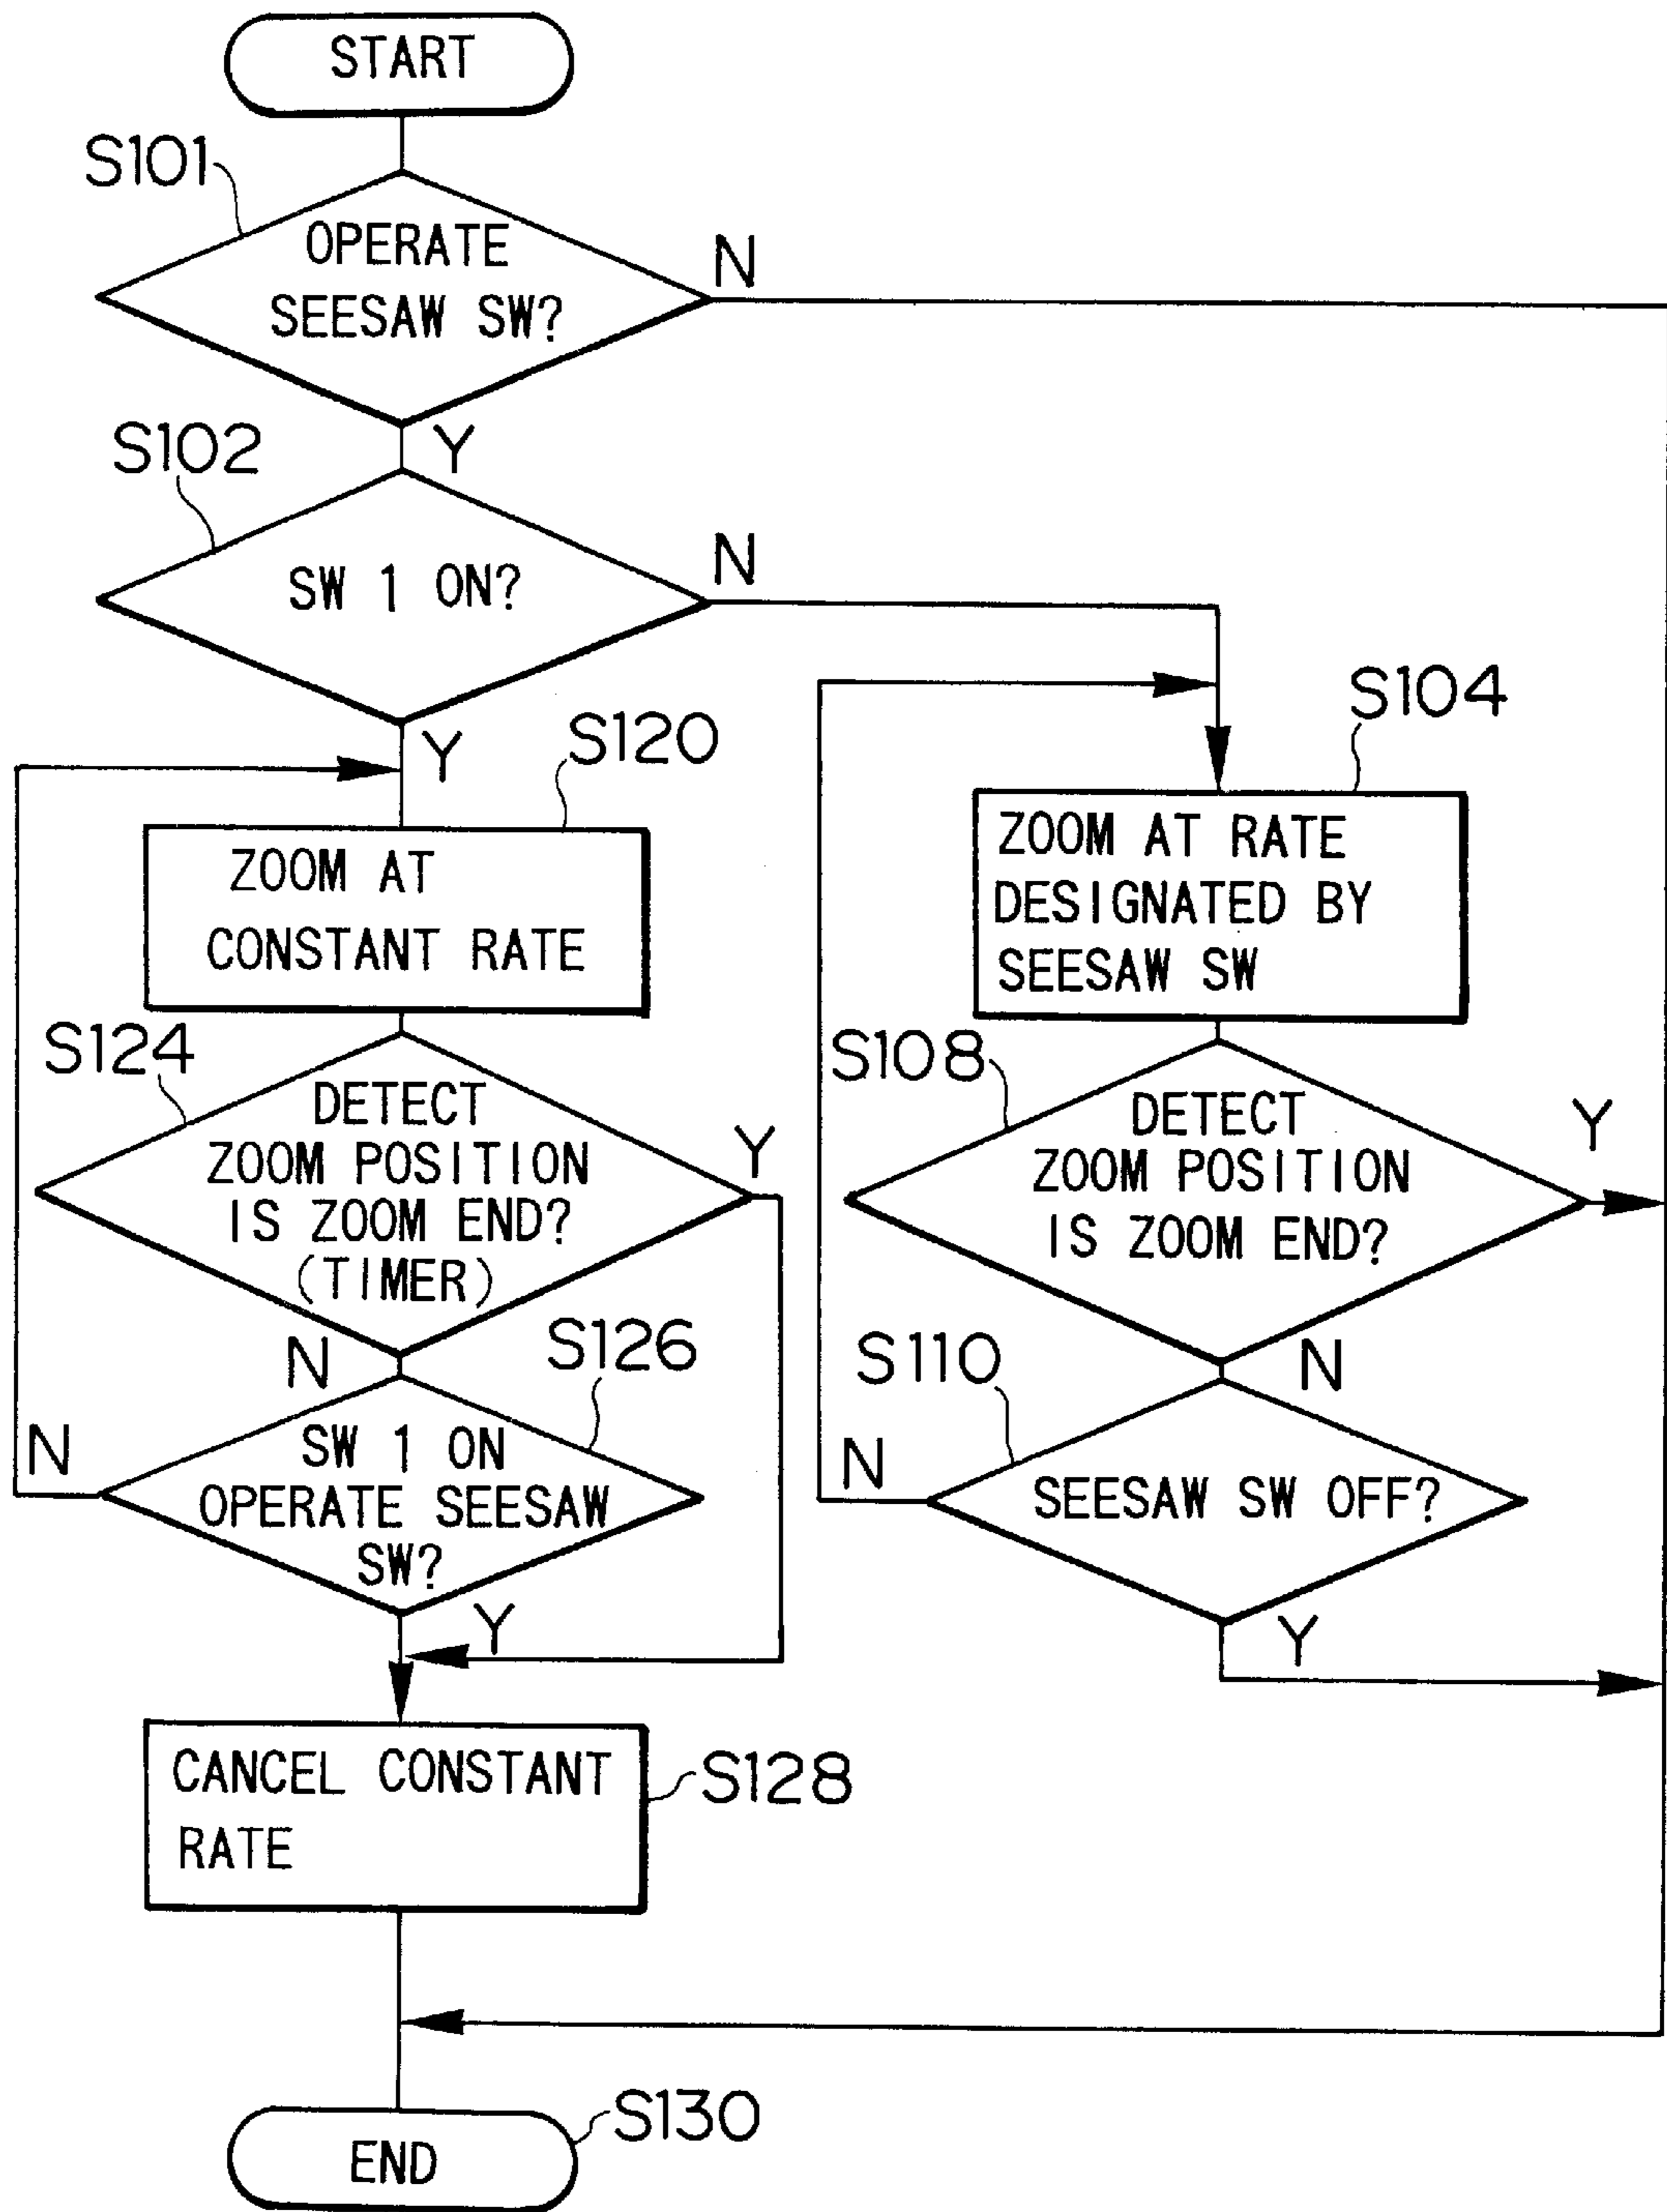 START
S101
OPERATE
SEESAW SW?
N
Y
S102
SW 1 ON?
N
Y
S120
ZOOM AT
CONSTANT RATE
S104
ZOOM AT RATE
DESIGNATED BY
SEESAW SW
S124
DETECT
ZOOM POSITION
IS ZOOM END?
(TIMER)
Y
N
S108
DETECT
ZOOM POSITION
IS ZOOM END?
Y
N
S126
SW 1 ON
OPERATE SEESAW
SW?
N
Y
S110
SEESAW SW OFF?
N
Y
CANCEL CONSTANT
RATE
S128
END
S130